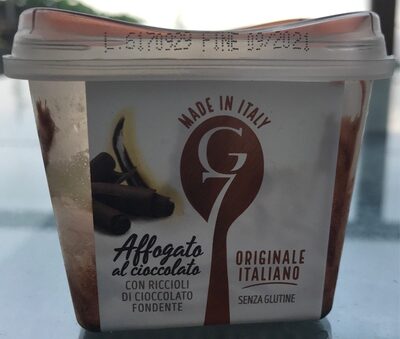 L.6170929 FINE 09/2021
MADE IN ITALY
G7
Affogato
al cioccolato
CON RICCIOLI
DI CIOCCOLATO
FONDENTE
ORIGINALE
ITALIANO
SENZA GLUTINE